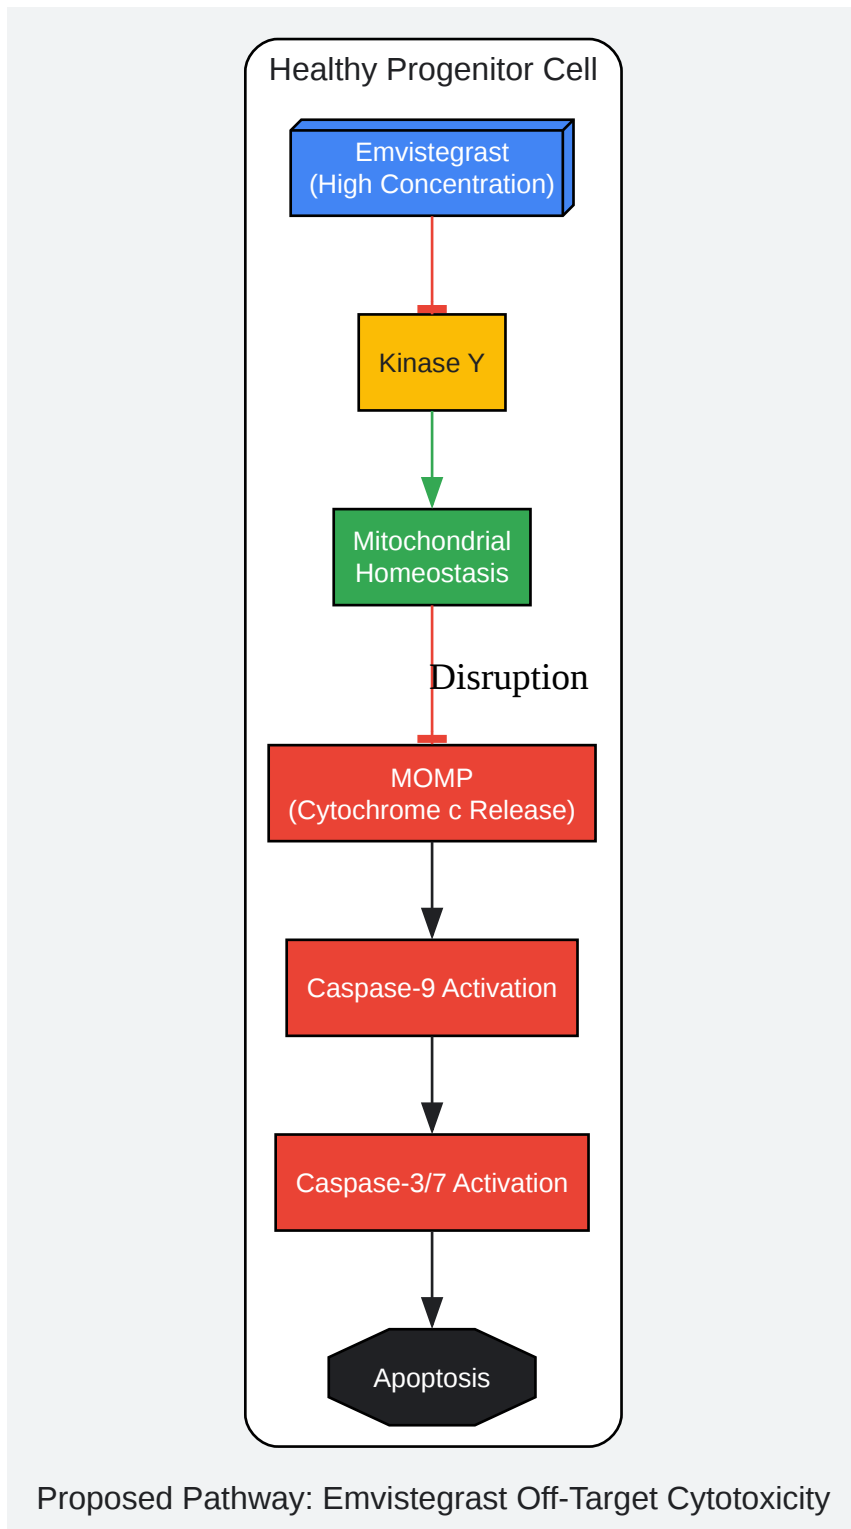 Healthy Progenitor Cell
Emvistegrast
(High Concentration)
Kinase Y
Mitochondrial
Homeostasis
Disruption
MOMP
(Cytochrome c Release)
Caspase-9 Activation
Caspase-3/7 Activation
Apoptosis
Proposed Pathway: Emvistegrast Off-Target Cytotoxicity